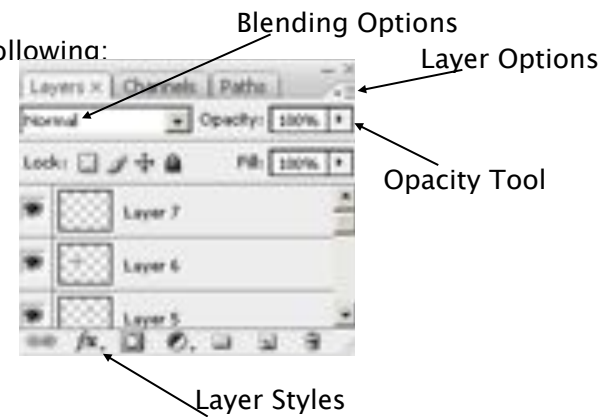 Blending Options
ollowing:
Layer Options
Layers × Channels Paths
Normal Opacity: 100%
Lock: Fill: 100%
Opacity Tool
Layer 7
Layer 6
Layer 5
fx.
Layer Styles